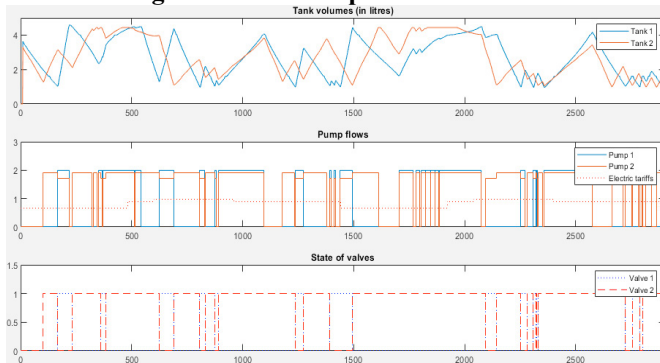 Tank volumes (in litres)
4
2
0
0 500 1000 1500 2000 2500
Tank 1
Tank 2
Pump flows
3
2
1
0
0 500 1000 1500 2000 2500
Pump 1
Pump 2
Electric tariffs
State of valves
1.5
1
0.5
0
0 500 1000 1500 2000 2500
Valve 1
Valve 2